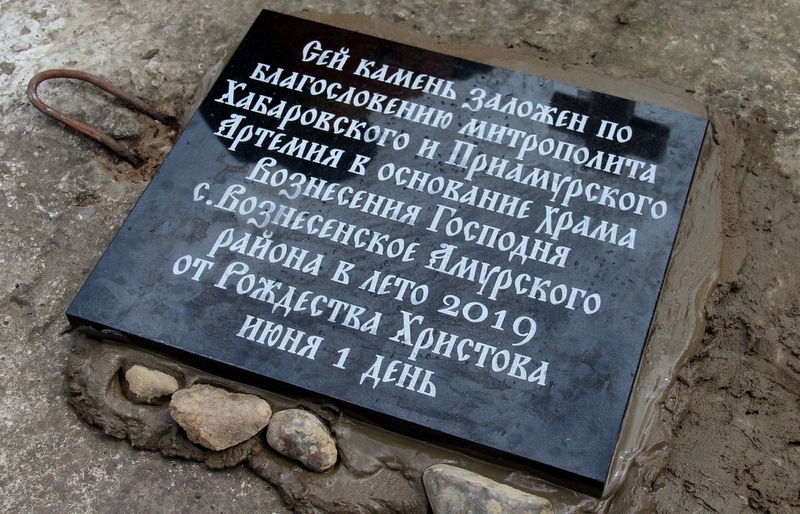 Сей камень заложен по
благословению митрополита
Хабаровского и Приамурского
Артемия в основание Храма
Вознесения Господня
с. Вознесенское Амурского
района в лето 2019
от Рождества Христова
июня 1 день